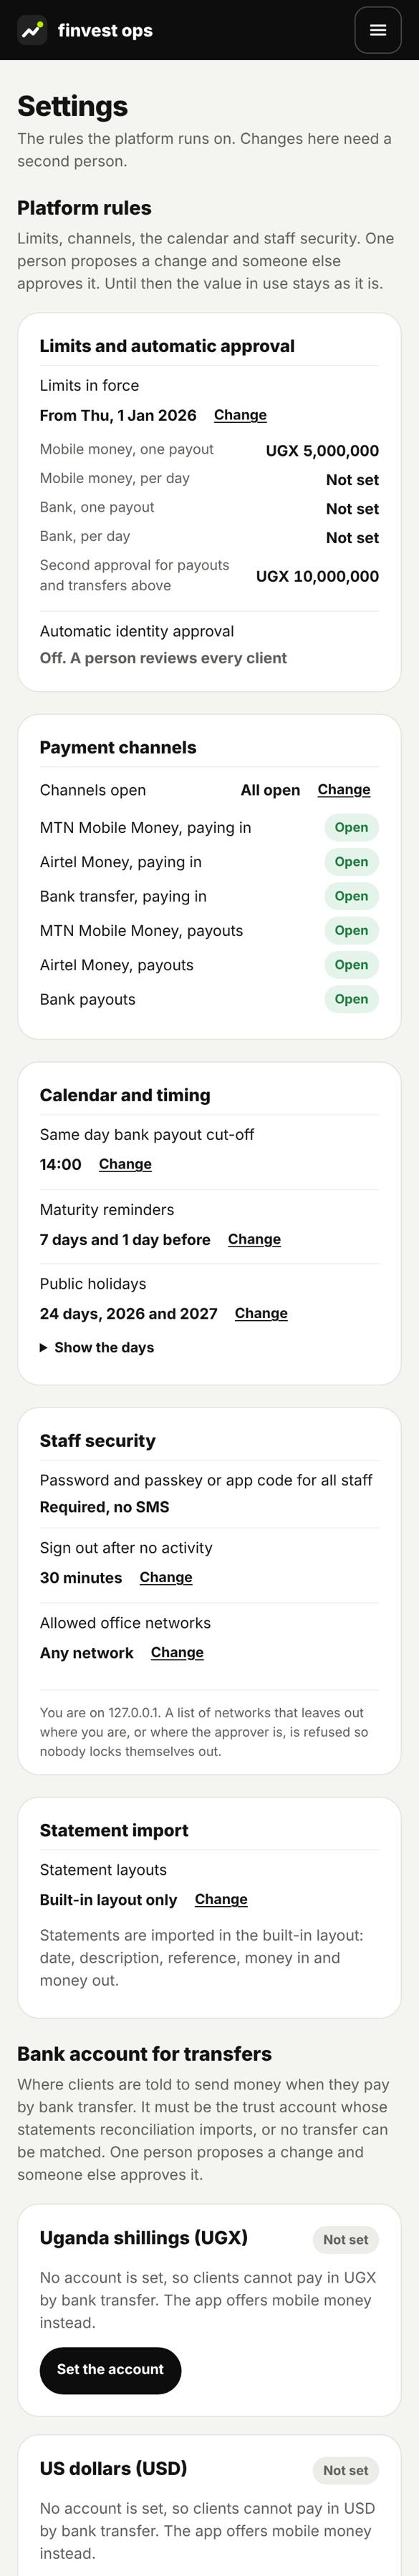 finvest ops
Settings
The rules the platform runs on. Changes here need a
second person.
Platform rules
Limits, channels, the calendar and staff security. One
person proposes a change and someone else
approves it. Until then the value in use stays as it is.
Limits and automatic approval
Limits in force
From Thu, 1 Jan 2026 Change
Mobile money, one payout UGX 5,000,000
Mobile money, per day Not set
Bank, one payout Not set
Bank, per day Not set
Second approval for payouts
and transfers above UGX 10,000,000
Automatic identity approval
Off. A person reviews every client
Payment channels
Channels open All open Change
MTN Mobile Money, paying in Open
Airtel Money, paying in Open
Bank transfer, paying in Open
MTN Mobile Money, payouts Open
Airtel Money, payouts Open
Bank payouts Open
Calendar and timing
Same day bank payout cut-off
14:00 Change
Maturity reminders
7 days and 1 day before Change
Public holidays
24 days, 2026 and 2027 Change
Show the days
Staff security
Password and passkey or app code for all staff
Required, no SMS
Sign out after no activity
30 minutes Change
Allowed office networks
Any network Change
You are on 127.0.0.1. A list of networks that leaves out
where you are, or where the approver is, is refused so
nobody locks themselves out.
Statement import
Statement layouts
Built-in layout only Change
Statements are imported in the built-in layout:
date, description, reference, money in and
money out.
Bank account for transfers
Where clients are told to send money when they pay
by bank transfer. It must be the trust account whose
statements reconciliation imports, or no transfer can
be matched. One person proposes a change and
someone else approves it.
Uganda shillings (UGX) Not set
No account is set, so clients cannot pay in UGX
by bank transfer. The app offers mobile money
instead.
Set the account
US dollars (USD) Not set
No account is set, so clients cannot pay in USD
by bank transfer. The app offers mobile money
instead.